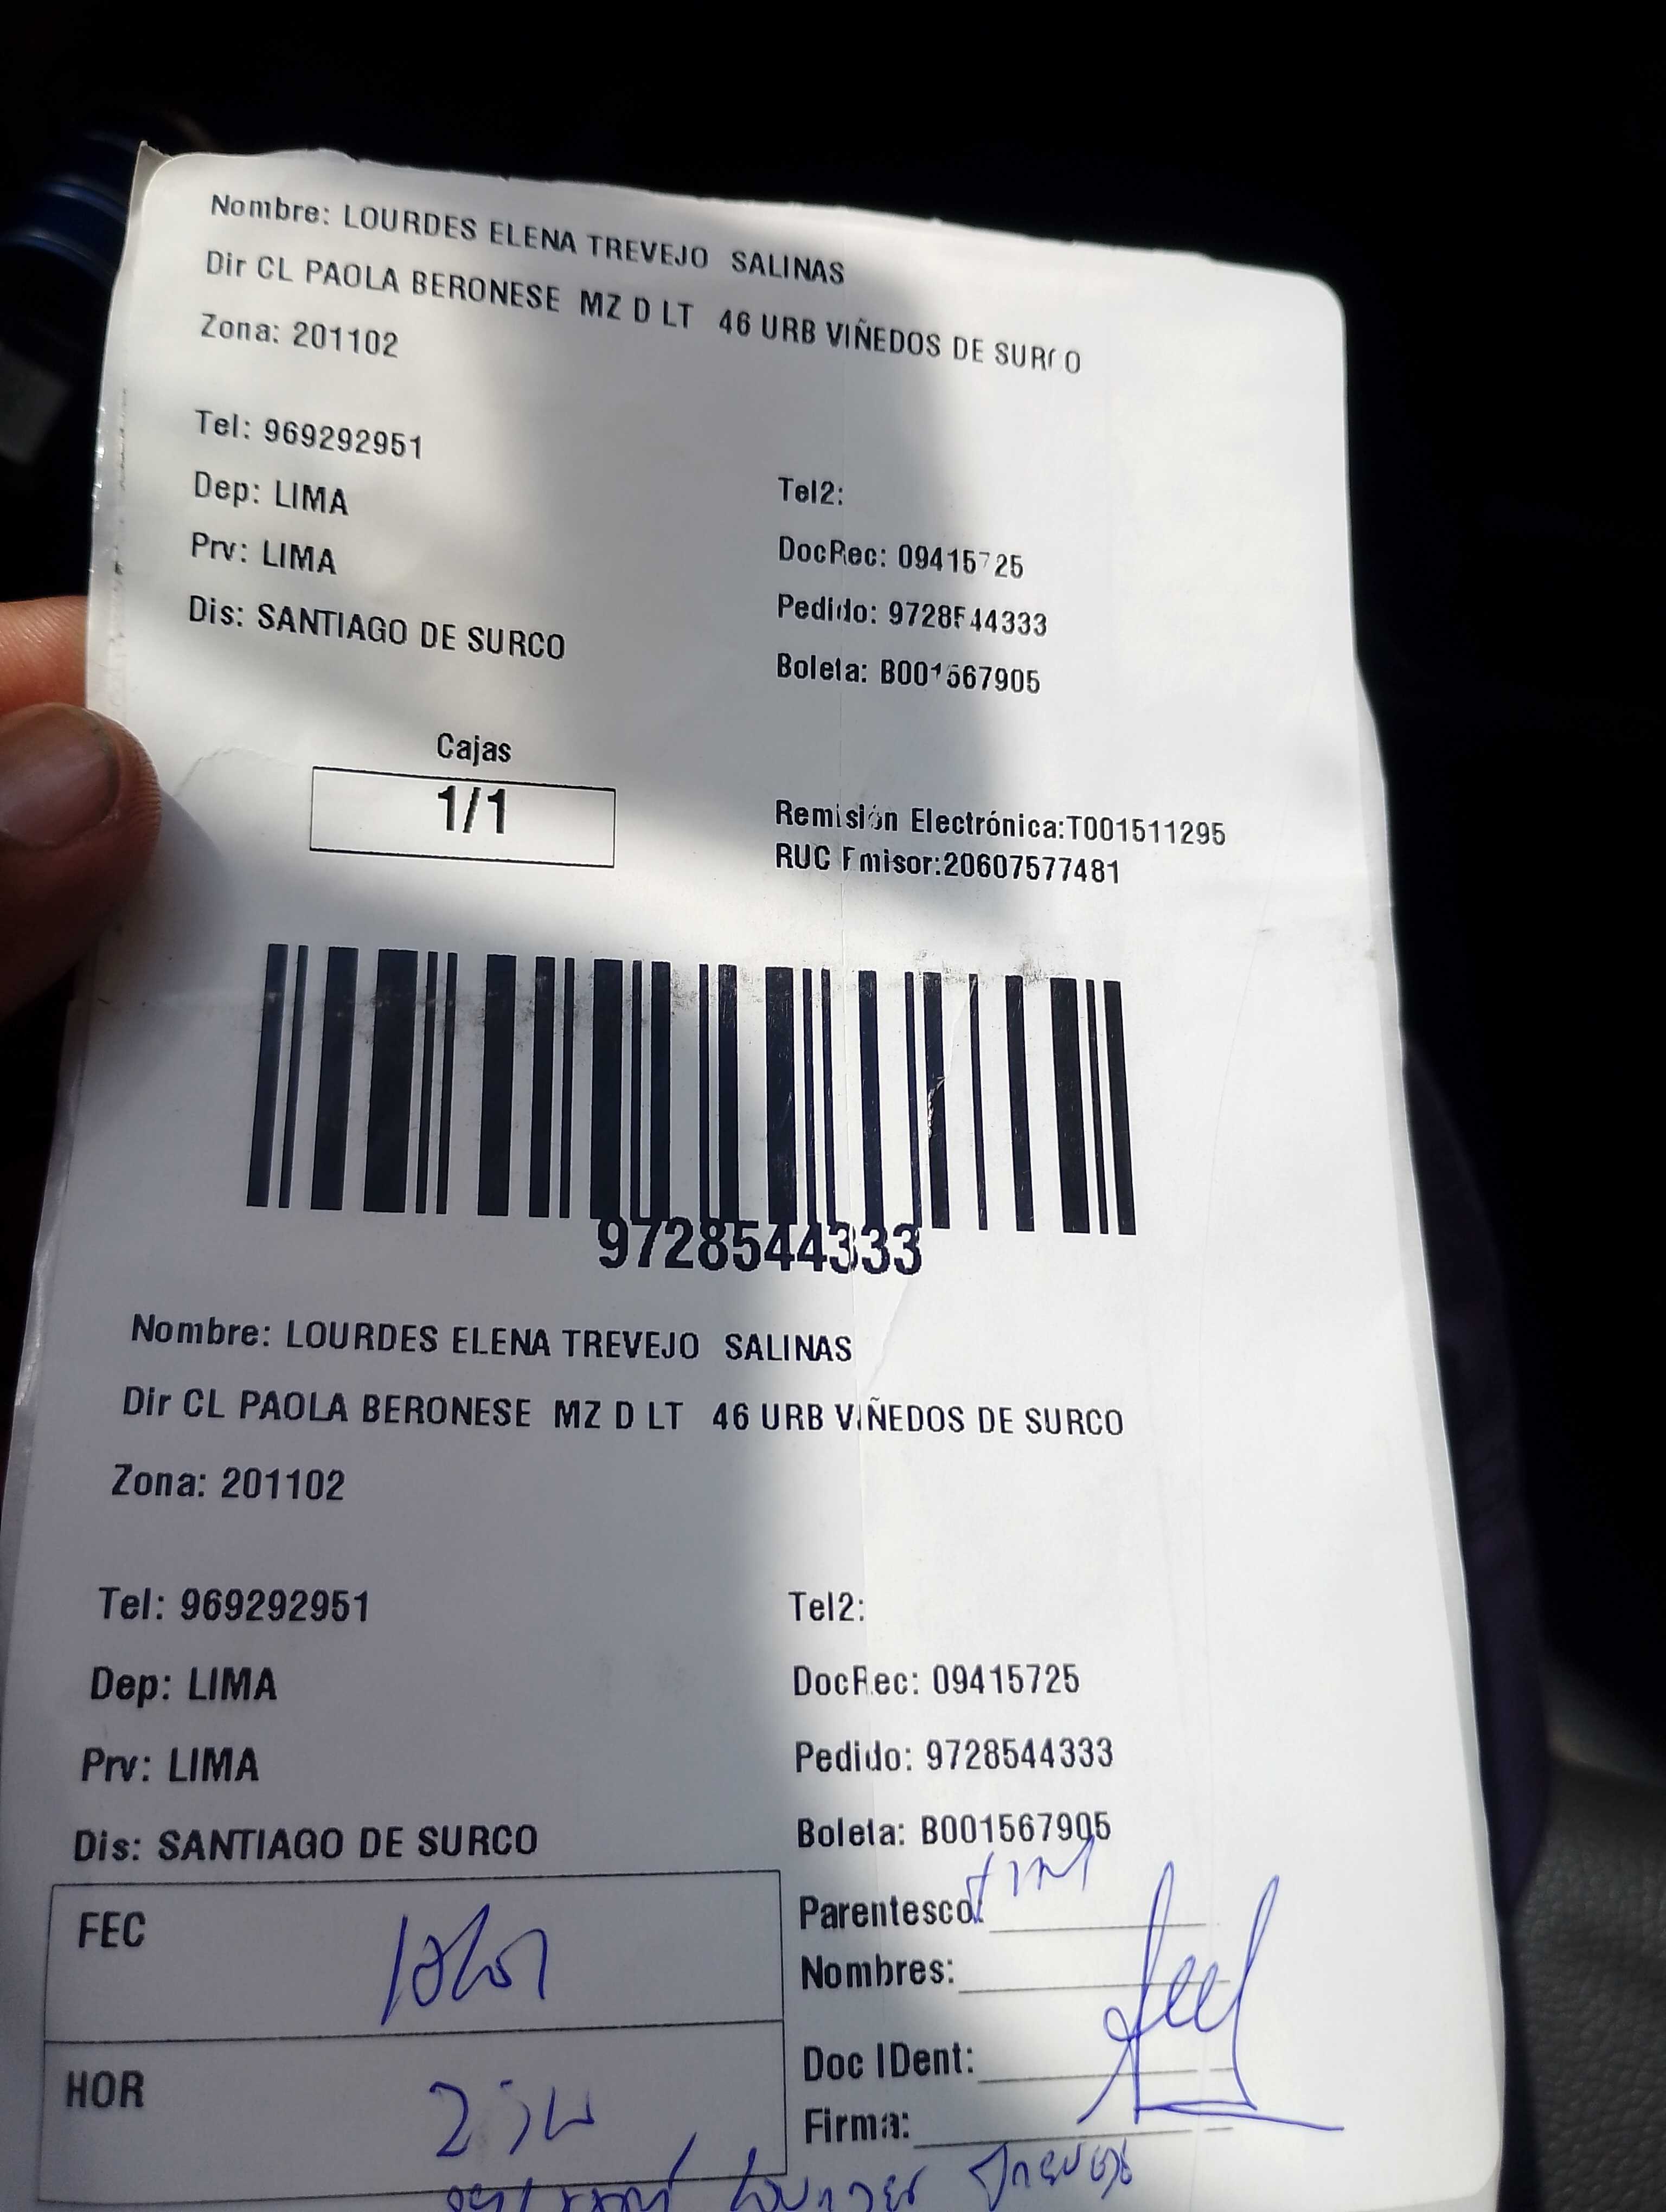 Nombre: LOURDES ELENA TREVEJO SALINAS
Dir CL PAOLA BERONESE MZ D LT 46 URB VIÑEDOS DE SURCO
Zona: 201102
Tel: 969292951
Tel2:
Dep: LIMA
DocRec: 09415725
Prv: LIMA
Pedido: 9728544333
Dis: SANTIAGO DE SURCO
Boleta: B001567905
Cajas
1/1
Remisión Electrónica:T001511295
RUC Emisor:20607577481
9728544333
Nombre: LOURDES ELENA TREVEJO SALINAS
Dir CL PAOLA BERONESE MZ D LT 46 URB VIÑEDOS DE SURCO
Zona: 201102
Tel: 969292951
Tel2:
Dep: LIMA
DocRec: 09415725
Prv: LIMA
Pedido: 9728544333
Dis: SANTIAGO DE SURCO
Boleta: B001567905
FEC
Parentesco:
Nombres:
HOR
Doc IDent:
Firma: